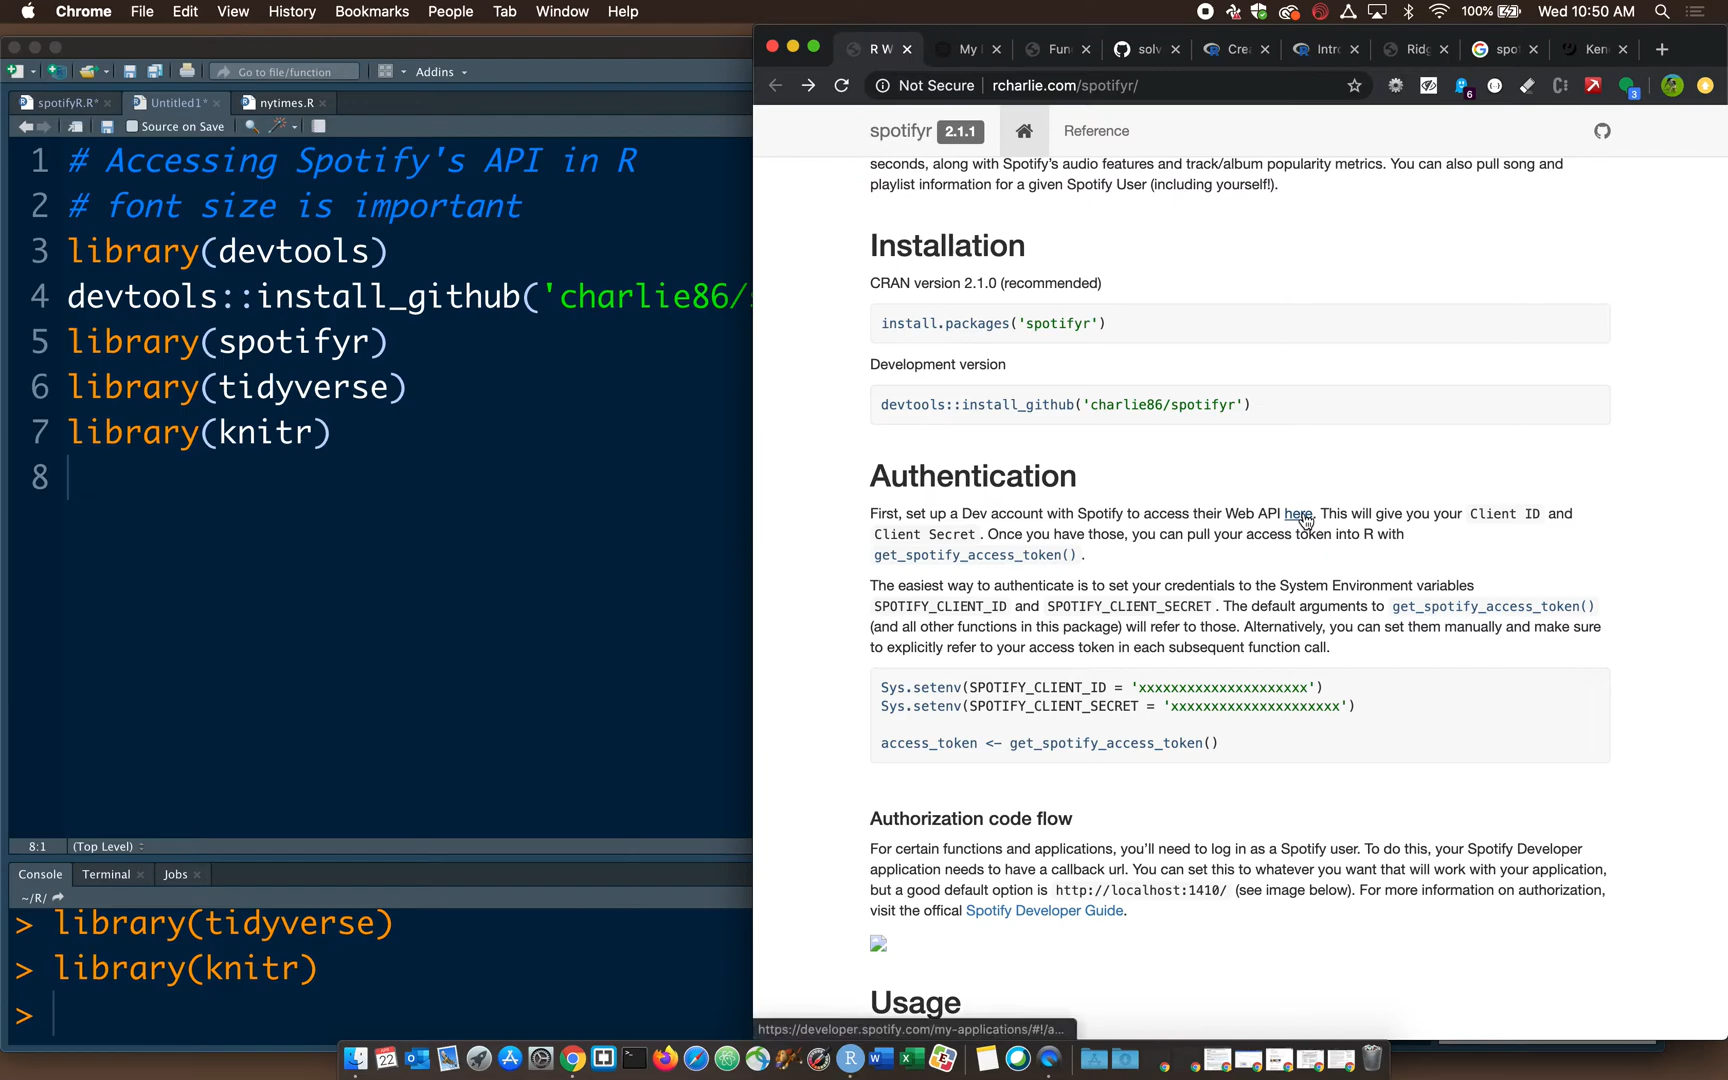 Chrome File Edit View History Bookmarks People Tab Window Help
100% Wed 10:50 AM
Go to file/function Addins
spotifyR.R* Untitled1* nytimes.R
Source on Save
1 # Accessing Spotify's API in R
2 # font size is important
3 library(devtools)
4 devtools::install_github('charlie86/
5 library(spotifyr)
6 library(tidyverse)
7 library(knitr)
8
8:1 (Top Level)
Console Terminal Jobs
~/R/
> library(tidyverse)
> library(knitr)
>
R W My Fun solv Crea Intro Ridg spot Ken
Not Secure rcharlie.com/spotifyr/
6 3
spotifyr 2.1.1 Reference
seconds, along with Spotify's audio features and track/album popularity metrics. You can also pull song and
playlist information for a given Spotify User (including yourself!).
Installation
CRAN version 2.1.0 (recommended)
install.packages('spotifyr')
Development version
devtools::install_github('charlie86/spotifyr')
Authentication
First, set up a Dev account with Spotify to access their Web API here. This will give you your Client ID and
Client Secret. Once you have those, you can pull your access token into R with
get_spotify_access_token().
The easiest way to authenticate is to set your credentials to the System Environment variables
SPOTIFY_CLIENT_ID and SPOTIFY_CLIENT_SECRET. The default arguments to get_spotify_access_token()
(and all other functions in this package) will refer to those. Alternatively, you can set them manually and make sure
to explicitly refer to your access token in each subsequent function call.
Sys.setenv(SPOTIFY_CLIENT_ID = 'xxxxxxxxxxxxxxxxxxxxx')
Sys.setenv(SPOTIFY_CLIENT_SECRET = 'xxxxxxxxxxxxxxxxxxxxx')
access_token <- get_spotify_access_token()
Authorization code flow
For certain functions and applications, you'll need to log in as a Spotify user. To do this, your Spotify Developer
application needs to have a callback url. You can set this to whatever you want that will work with your application,
but a good default option is http://localhost:1410/ (see image below). For more information on authorization,
visit the offical Spotify Developer Guide.
Usage
https://developer.spotify.com/my-applications/#!/a...